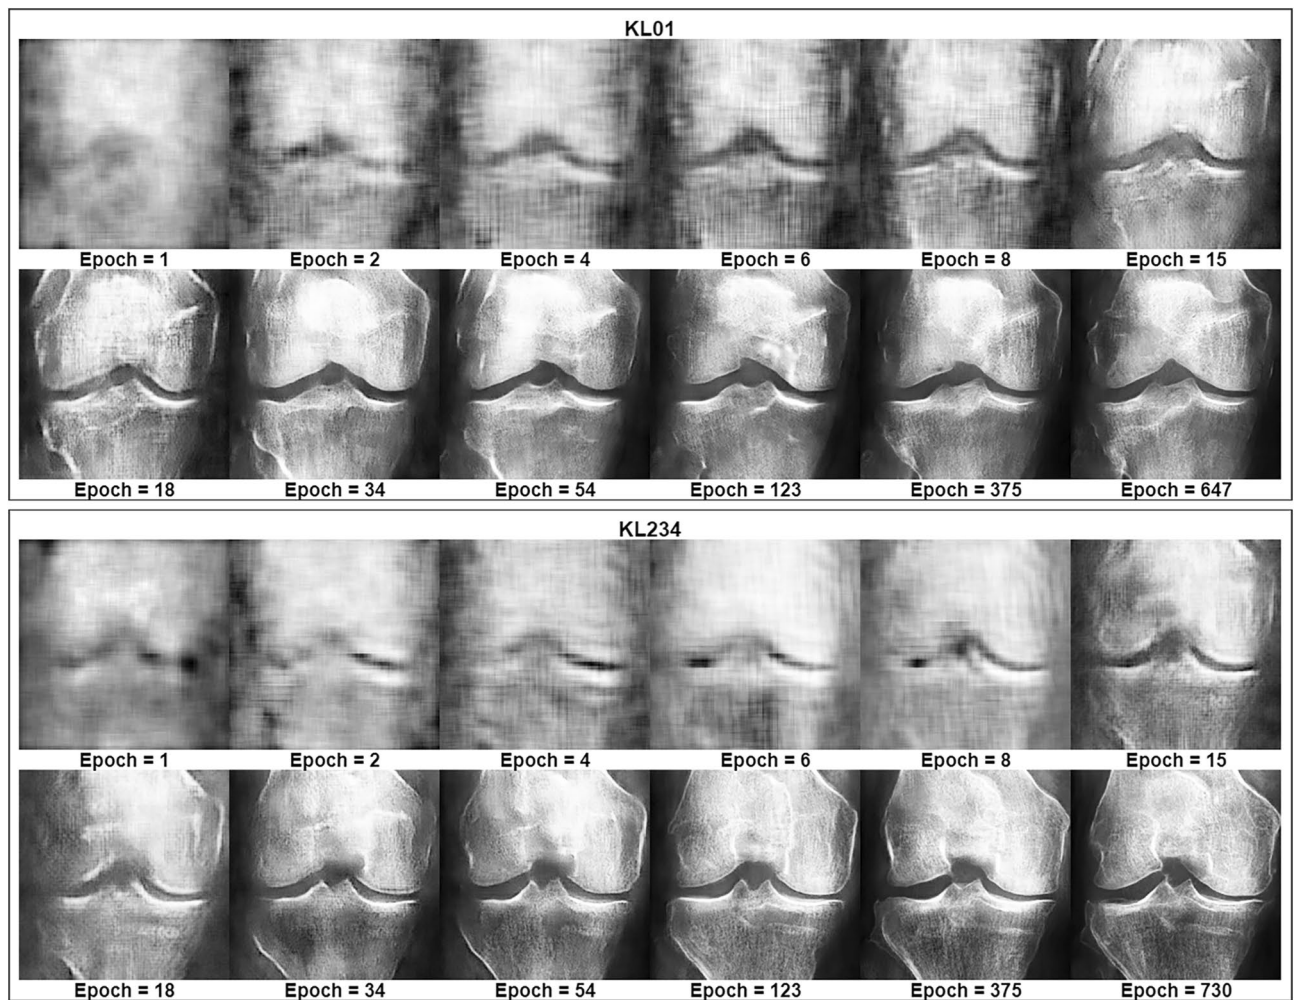 KL01
Epoch = 1 Epoch = 2 Epoch = 4 Epoch = 6 Epoch = 8 Epoch = 15
Epoch = 18 Epoch = 34 Epoch = 54 Epoch = 123 Epoch = 375 Epoch = 647
KL234
Epoch = 1 Epoch = 2 Epoch = 4 Epoch = 6 Epoch = 8 Epoch = 15
Epoch = 18 Epoch = 34 Epoch = 54 Epoch = 123 Epoch = 375 Epoch = 730